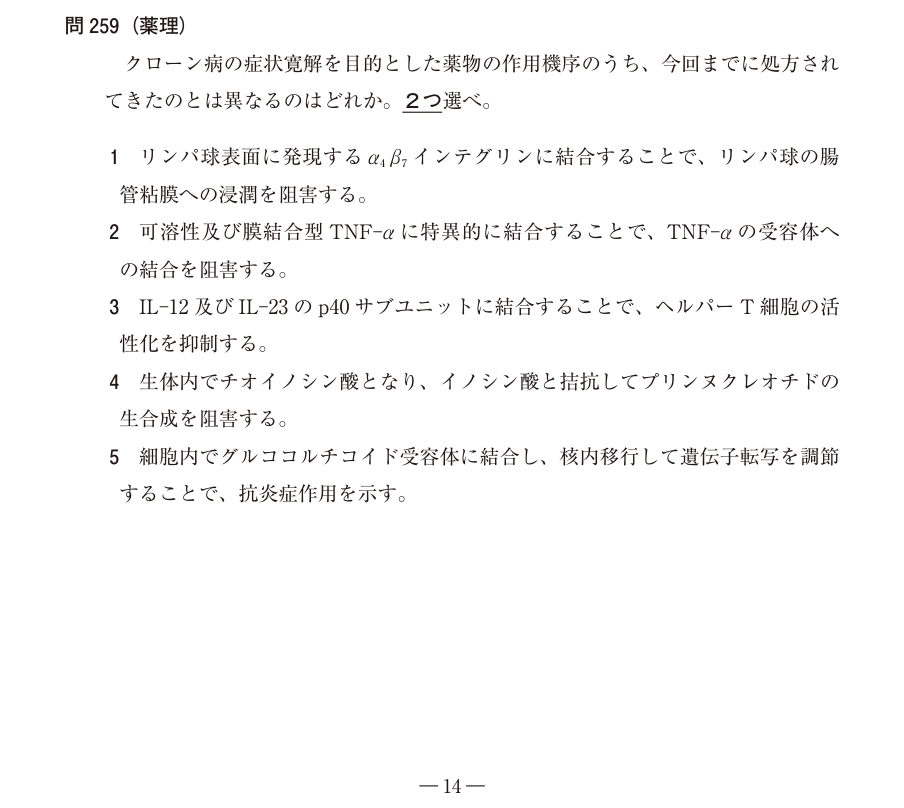 問 259（薬理）
クローン病の症状寛解を目的とした薬物の作用機序のうち、今回までに処方され
てきたのとは異なるのはどれか。２つ選べ。
1 リンパ球表面に発現する α₄β₇ インテグリンに結合することで、リンパ球の腸
管粘膜への浸潤を阻害する。
2 可溶性及び膜結合型 TNF-α に特異的に結合することで、TNF-α の受容体へ
の結合を阻害する。
3 IL-12 及び IL-23 の p40 サブユニットに結合することで、ヘルパー T 細胞の活
性化を抑制する。
4 生体内でチオイノシン酸となり、イノシン酸と拮抗してプリンヌクレオチドの
生合成を阻害する。
5 細胞内でグルココルチコイド受容体に結合し、核内移行して遺伝子転写を調節
することで、抗炎症作用を示す。
― 14 ―